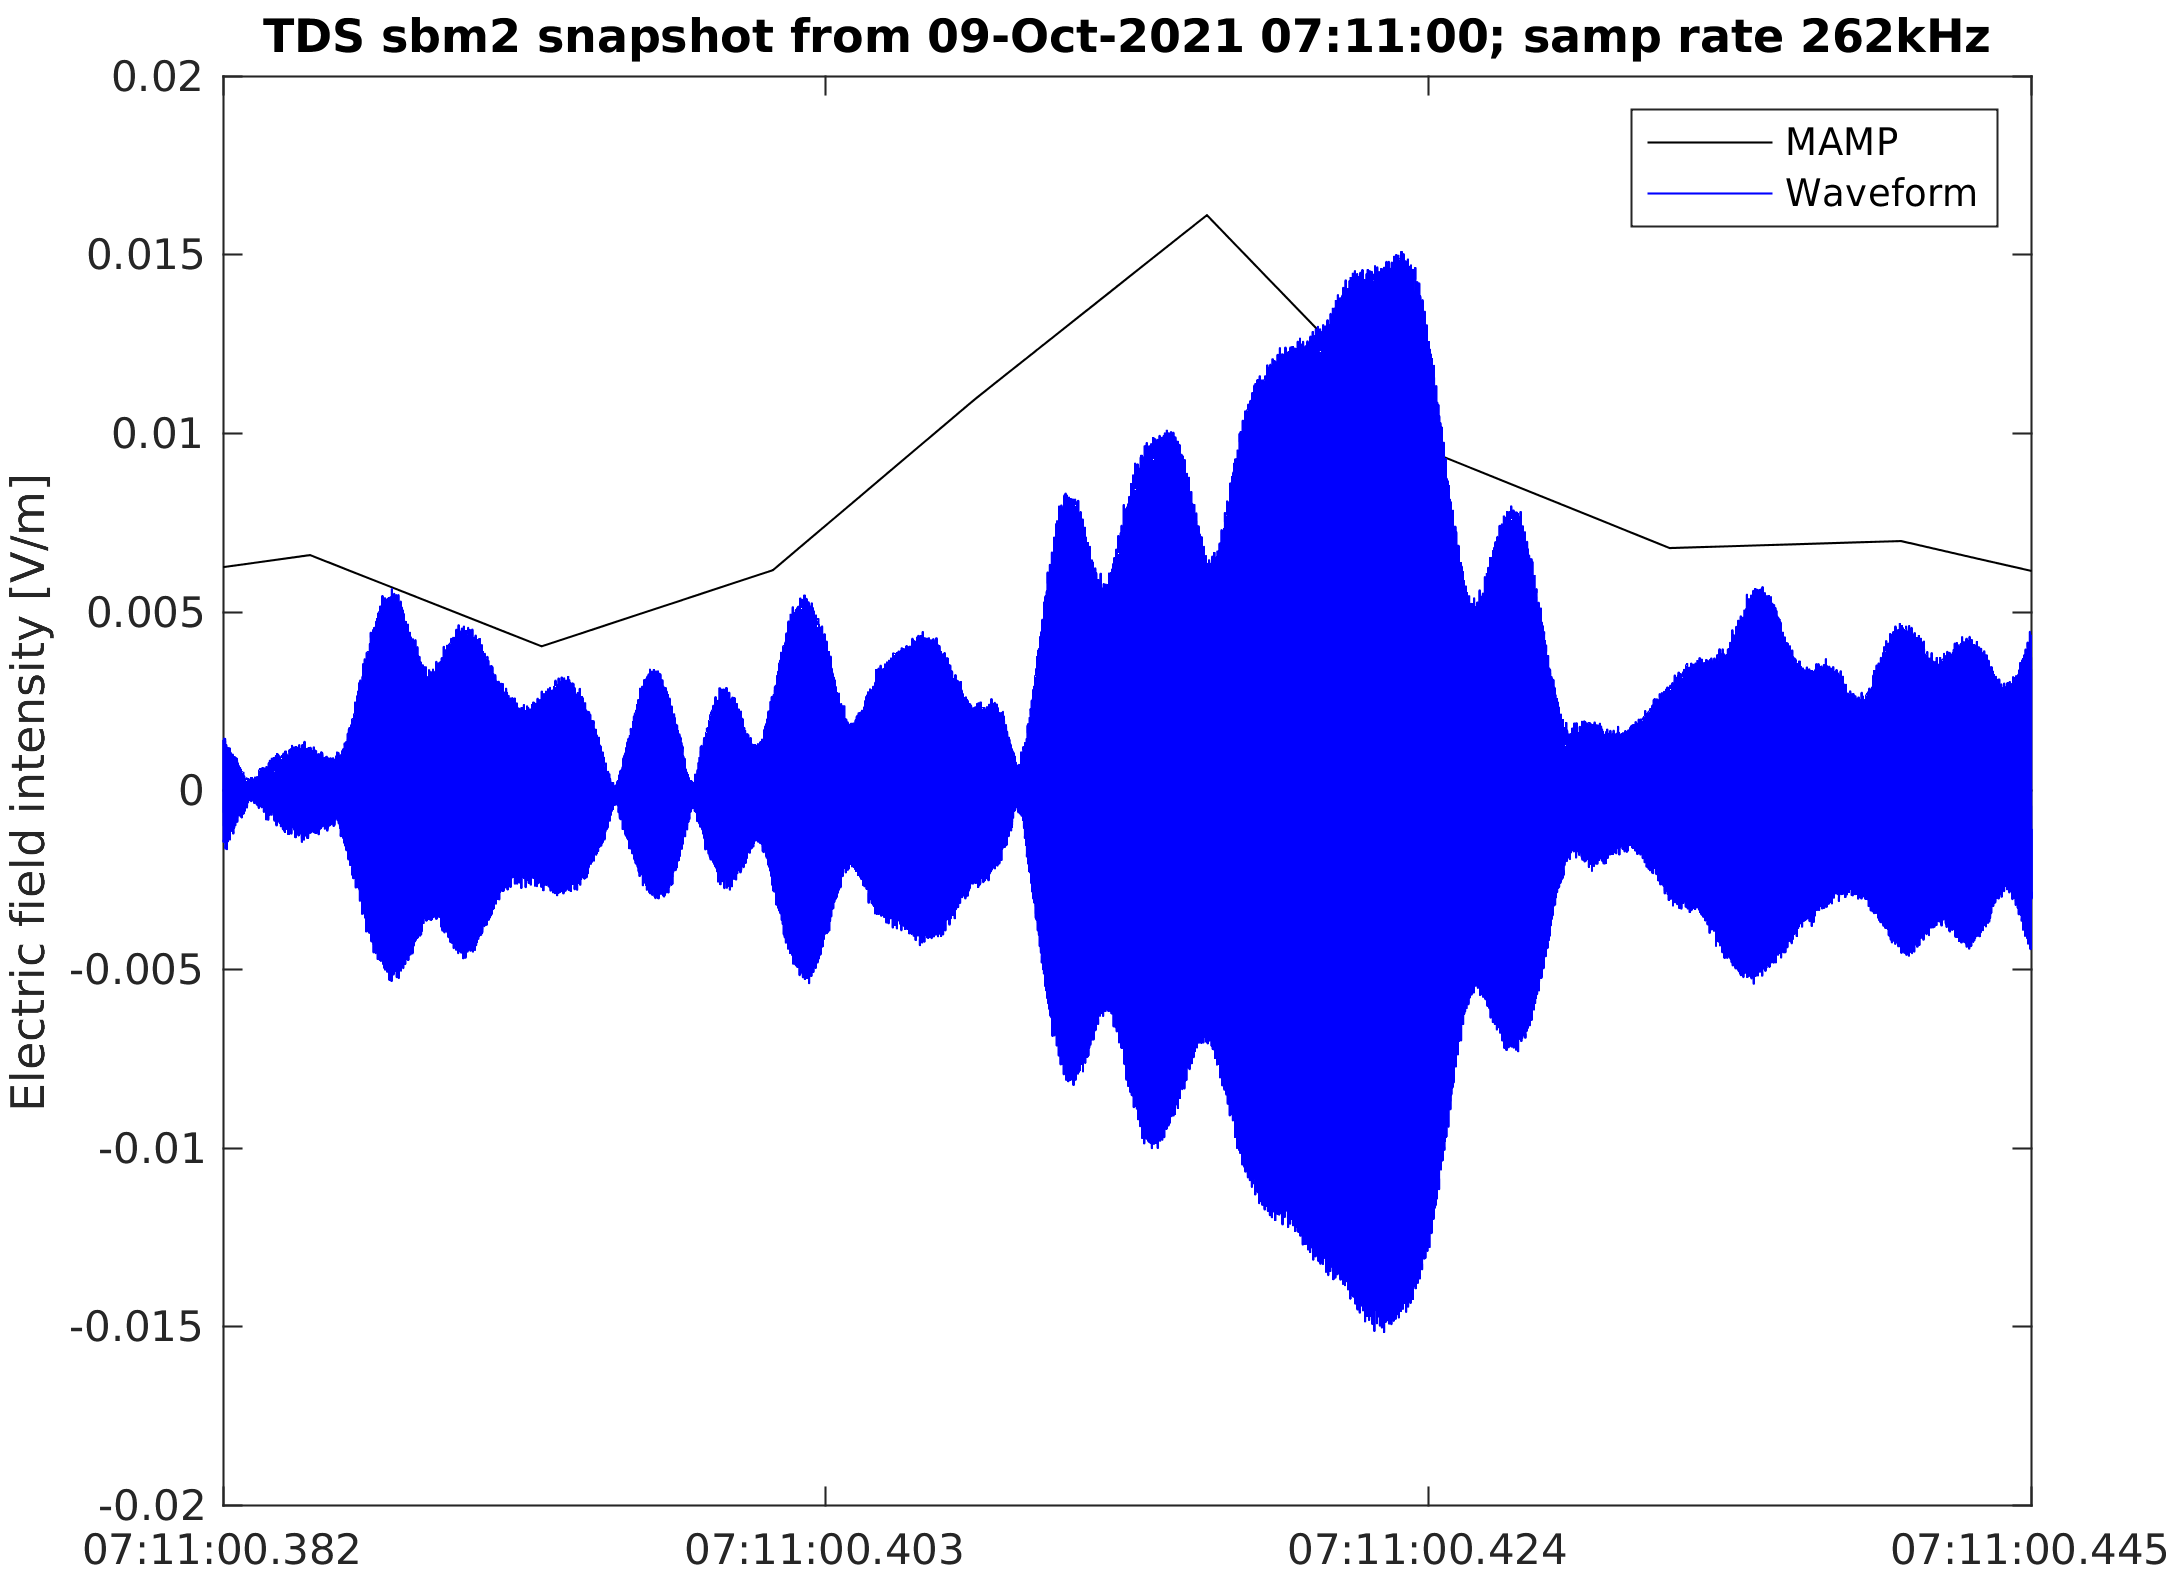 TDS sbm2 snapshot from 09-Oct-2021 07:11:00; samp rate 262kHz
MAMP
Waveform
Electric field intensity [V/m]
0.02
0.015
0.01
0.005
0
-0.005
-0.01
-0.015
-0.02
07:11:00.382 07:11:00.403 07:11:00.424 07:11:00.445